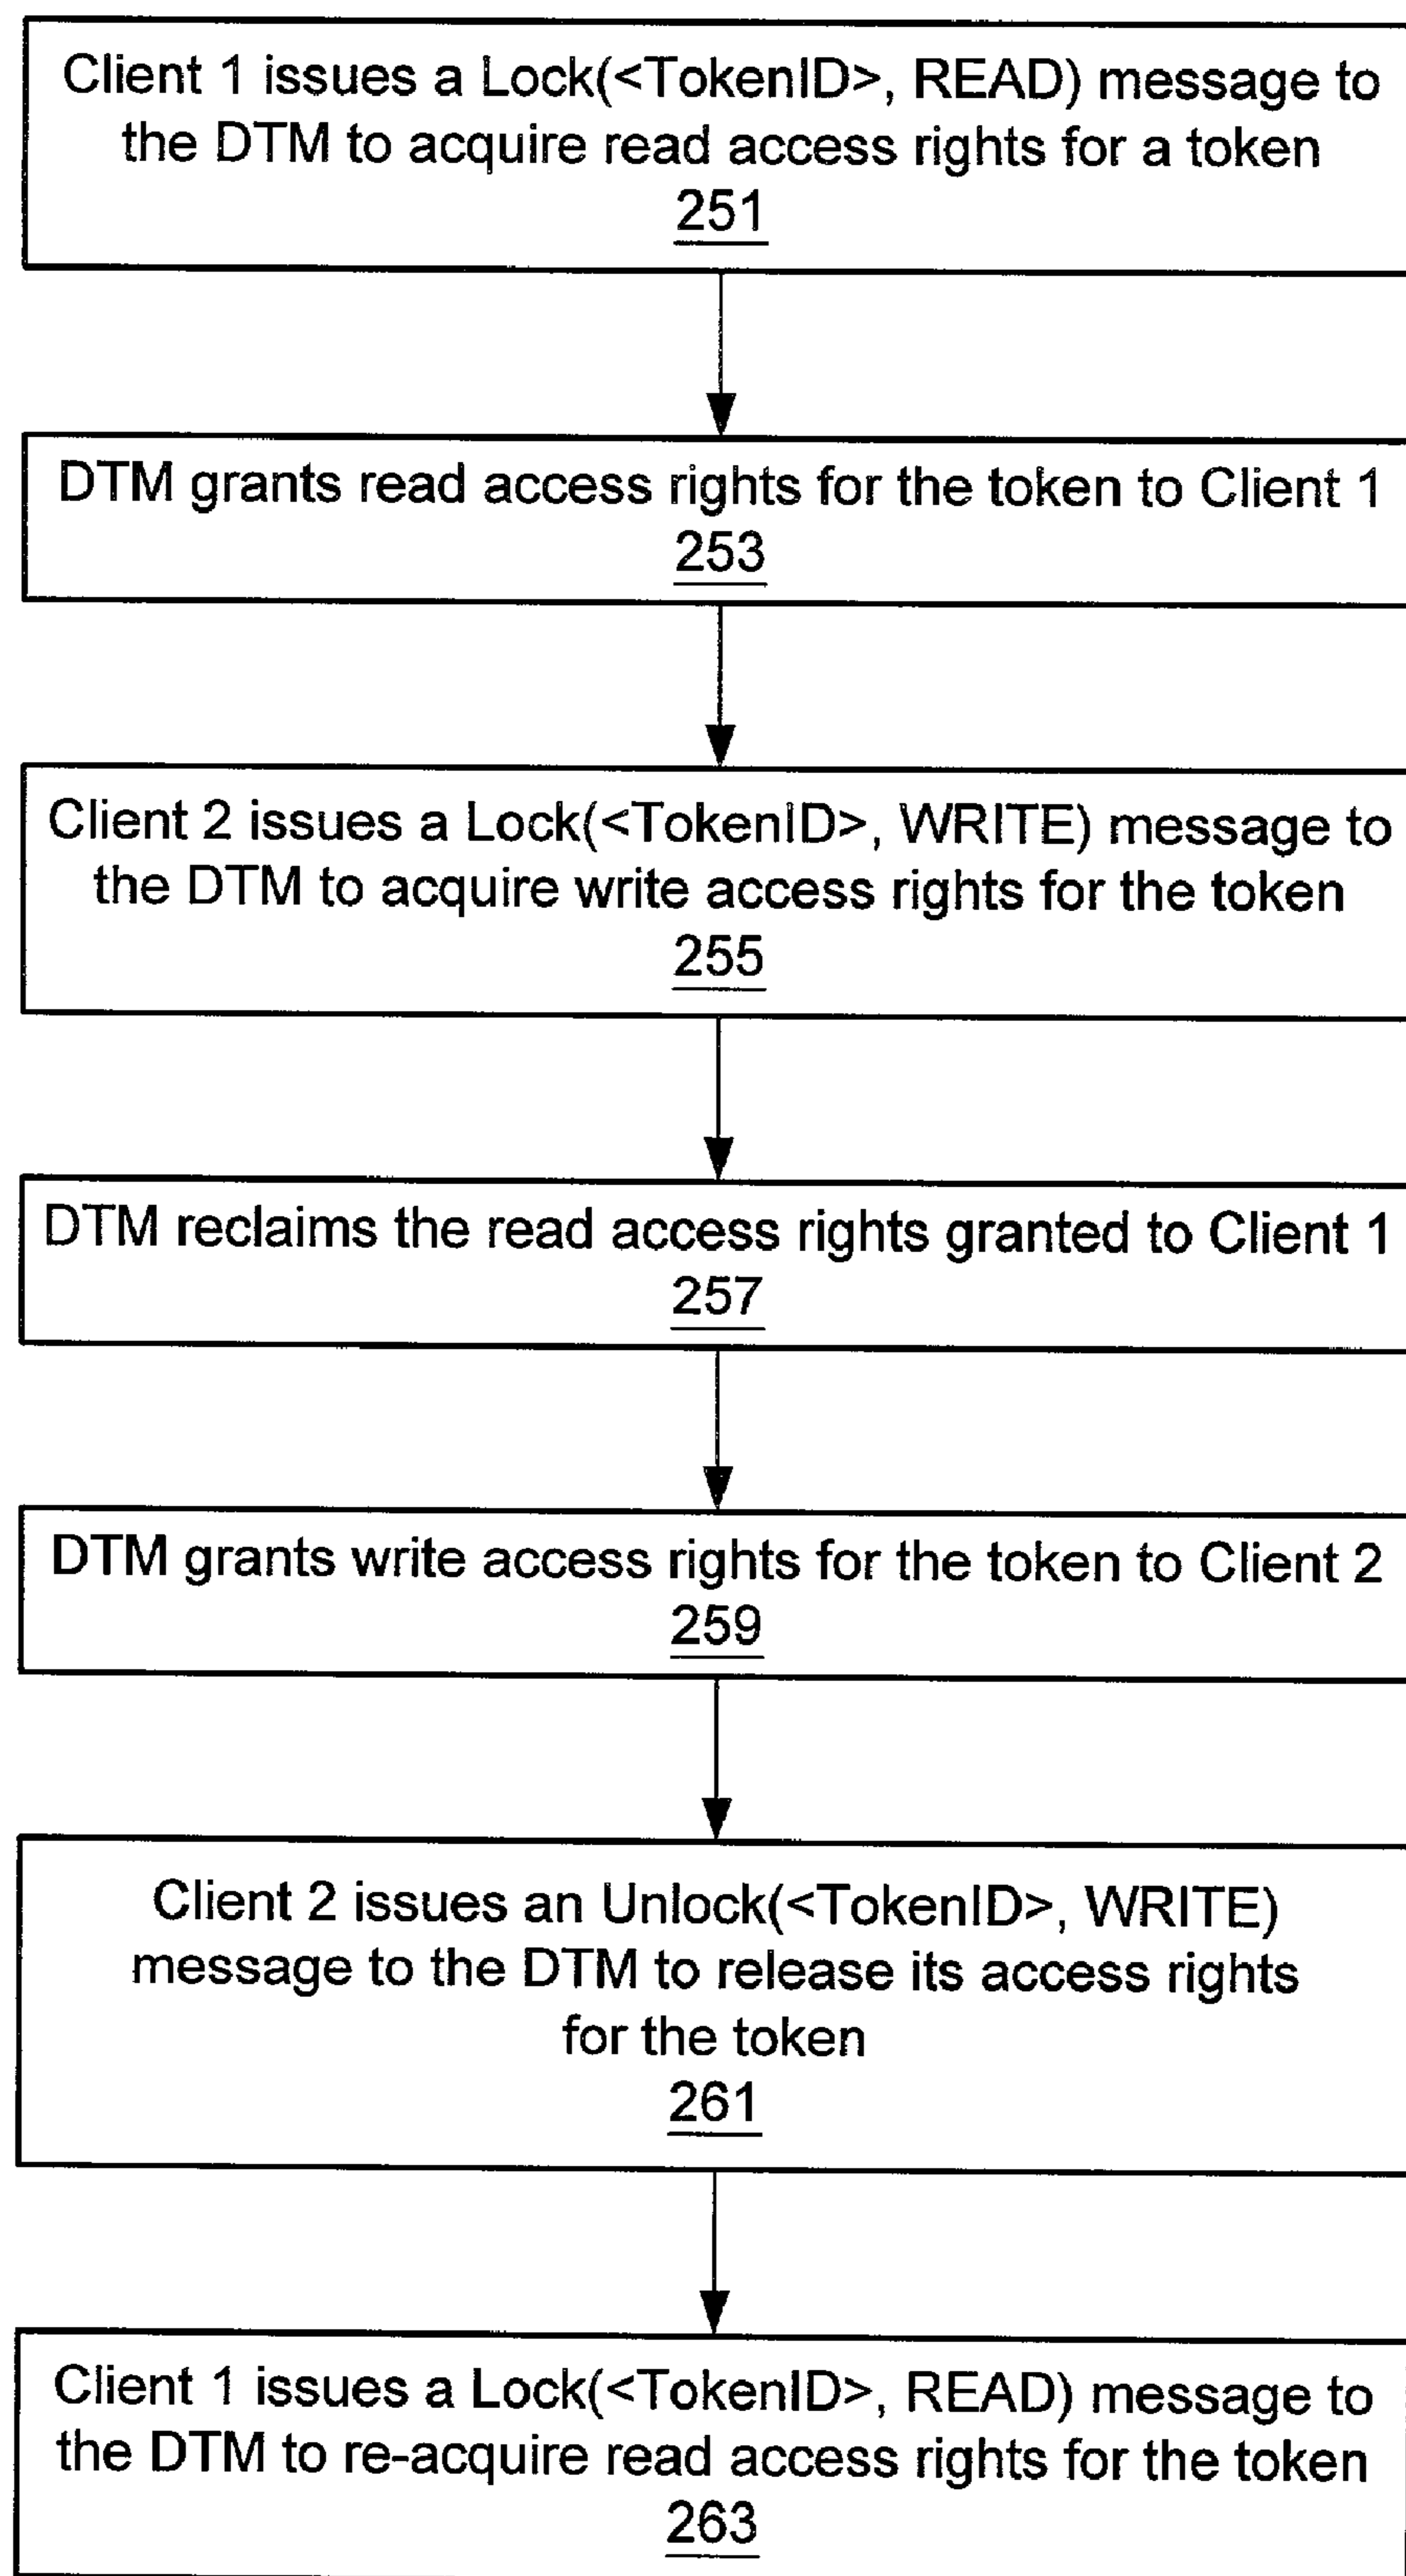 Client 1 issues a Lock(<TokenID>, READ) message to
the DTM to acquire read access rights for a token
251
DTM grants read access rights for the token to Client 1
253
Client 2 issues a Lock(<TokenID>, WRITE) message to
the DTM to acquire write access rights for the token
255
DTM reclaims the read access rights granted to Client 1
257
DTM grants write access rights for the token to Client 2
259
Client 2 issues an Unlock(<TokenID>, WRITE)
message to the DTM to release its access rights
for the token
261
Client 1 issues a Lock(<TokenID>, READ) message to
the DTM to re-acquire read access rights for the token
263